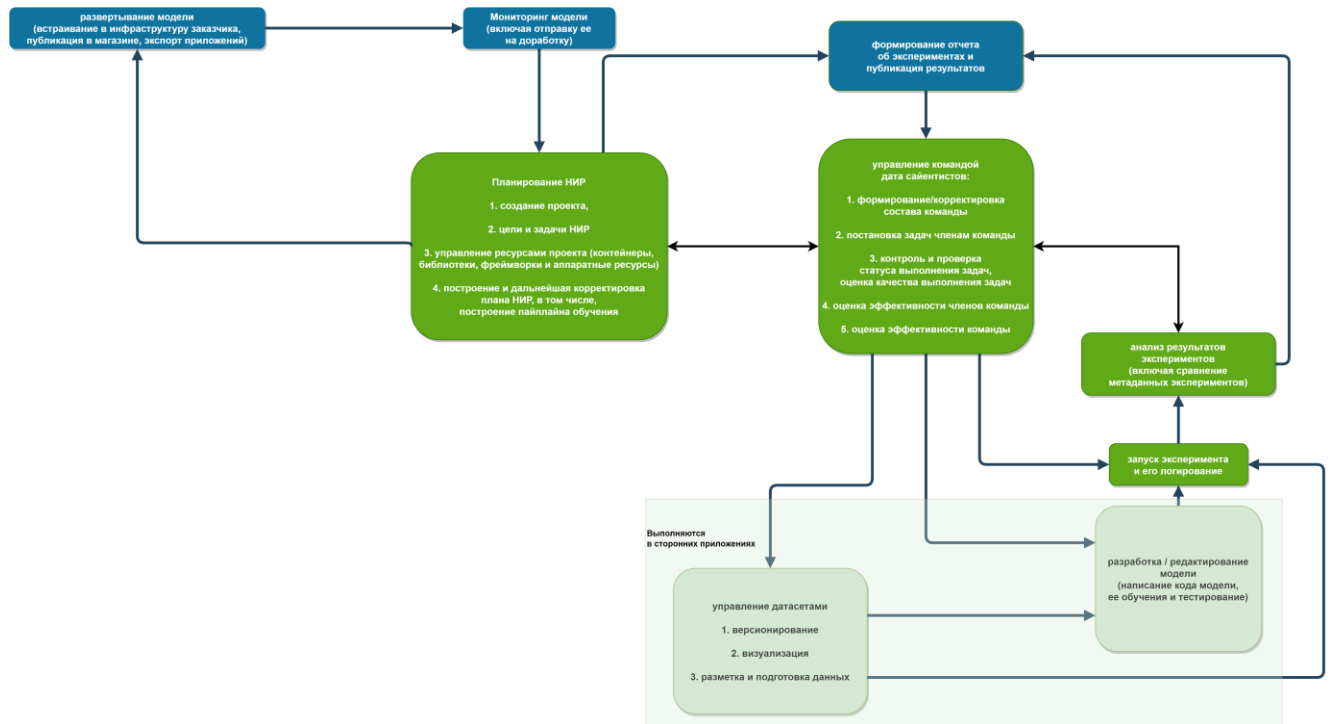 развертывание модели
(встраивание в инфраструктуру заказчика,
публикация в магазине, экспорт приложений)
Мониторинг модели
(включая отправку ее
на доработку)
формирование отчета
об экспериментах и
публикация результатов
Планирование НИР
1. создание проекта,
2. цели и задачи НИР
3. управление ресурсами проекта (контейнеры,
библиотеки, фреймворки и аппаратные ресурсы)
4. построение и дальнейшая корректировка
плана НИР, в том числе,
построение пайплайна обучения
управление командой
дата сайентистов:
1. формирование/корректировка
состава команды
2. постановка задач членам команды
3. контроль и проверка
статуса выполнения задач,
оценка качества выполнения задач
4. оценка эффективности членов команды
5. оценка эффективности команды
анализ результатов
экспериментов
(включая сравнение
метаданных экспериментов)
запуск эксперимента
и его логирование
Выполняются
в сторонних приложениях
разработка / редактирование
модели
(написание кода модели,
ее обучения и тестирование)
управление датасетами
1. версионирование
2. визуализация
3. разметка и подготовка данных